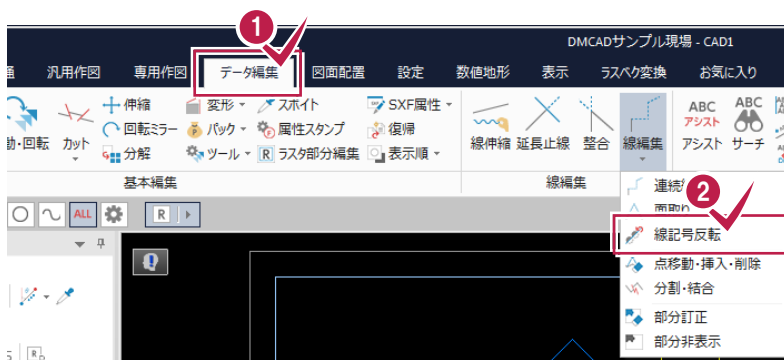 1
DMCADサンプル現場 - CAD1
汎用作図 専用作図 データ編集 図面配置 設定 数値地形 表示 ラスベク変換 お気に入り
伸縮 変形 スポイト SXF属性
回転ミラー パック 属性スタンプ 復帰
動・回転 カット 分解 ツール R ラスタ部分編集 表示順
線伸縮 延長止線 整合 線編集 ABC アシスト アシスト ABC サーチ
基本編集 線編集
ALL R
2
面取り
線記号反転
点移動・挿入・削除
分割・結合
部分訂正
部分非表示